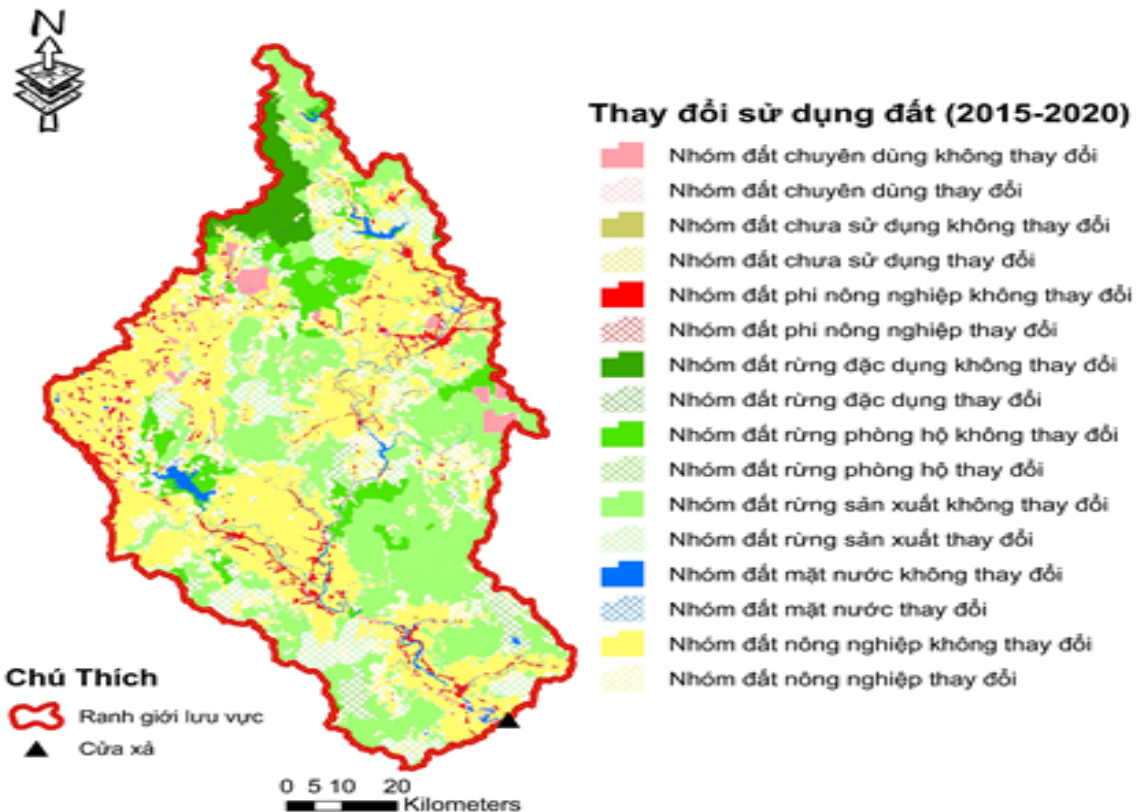 N
Thay đổi sử dụng đất (2015-2020)
Nhóm đất chuyên dùng không thay đổi
Nhóm đất chuyên dùng thay đổi
Nhóm đất chưa sử dụng không thay đổi
Nhóm đất chưa sử dụng thay đổi
Nhóm đất phi nông nghiệp không thay đổi
Nhóm đất phi nông nghiệp thay đổi
Nhóm đất rừng đặc dụng không thay đổi
Nhóm đất rừng đặc dụng thay đổi
Nhóm đất rừng phòng hộ không thay đổi
Nhóm đất rừng phòng hộ thay đổi
Nhóm đất rừng sản xuất không thay đổi
Nhóm đất rừng sản xuất thay đổi
Nhóm đất mặt nước không thay đổi
Nhóm đất mặt nước thay đổi
Nhóm đất nông nghiệp không thay đổi
Nhóm đất nông nghiệp thay đổi
Chú Thích
Ranh giới lưu vực
Cửa xả
0 5 10 20
Kilometers